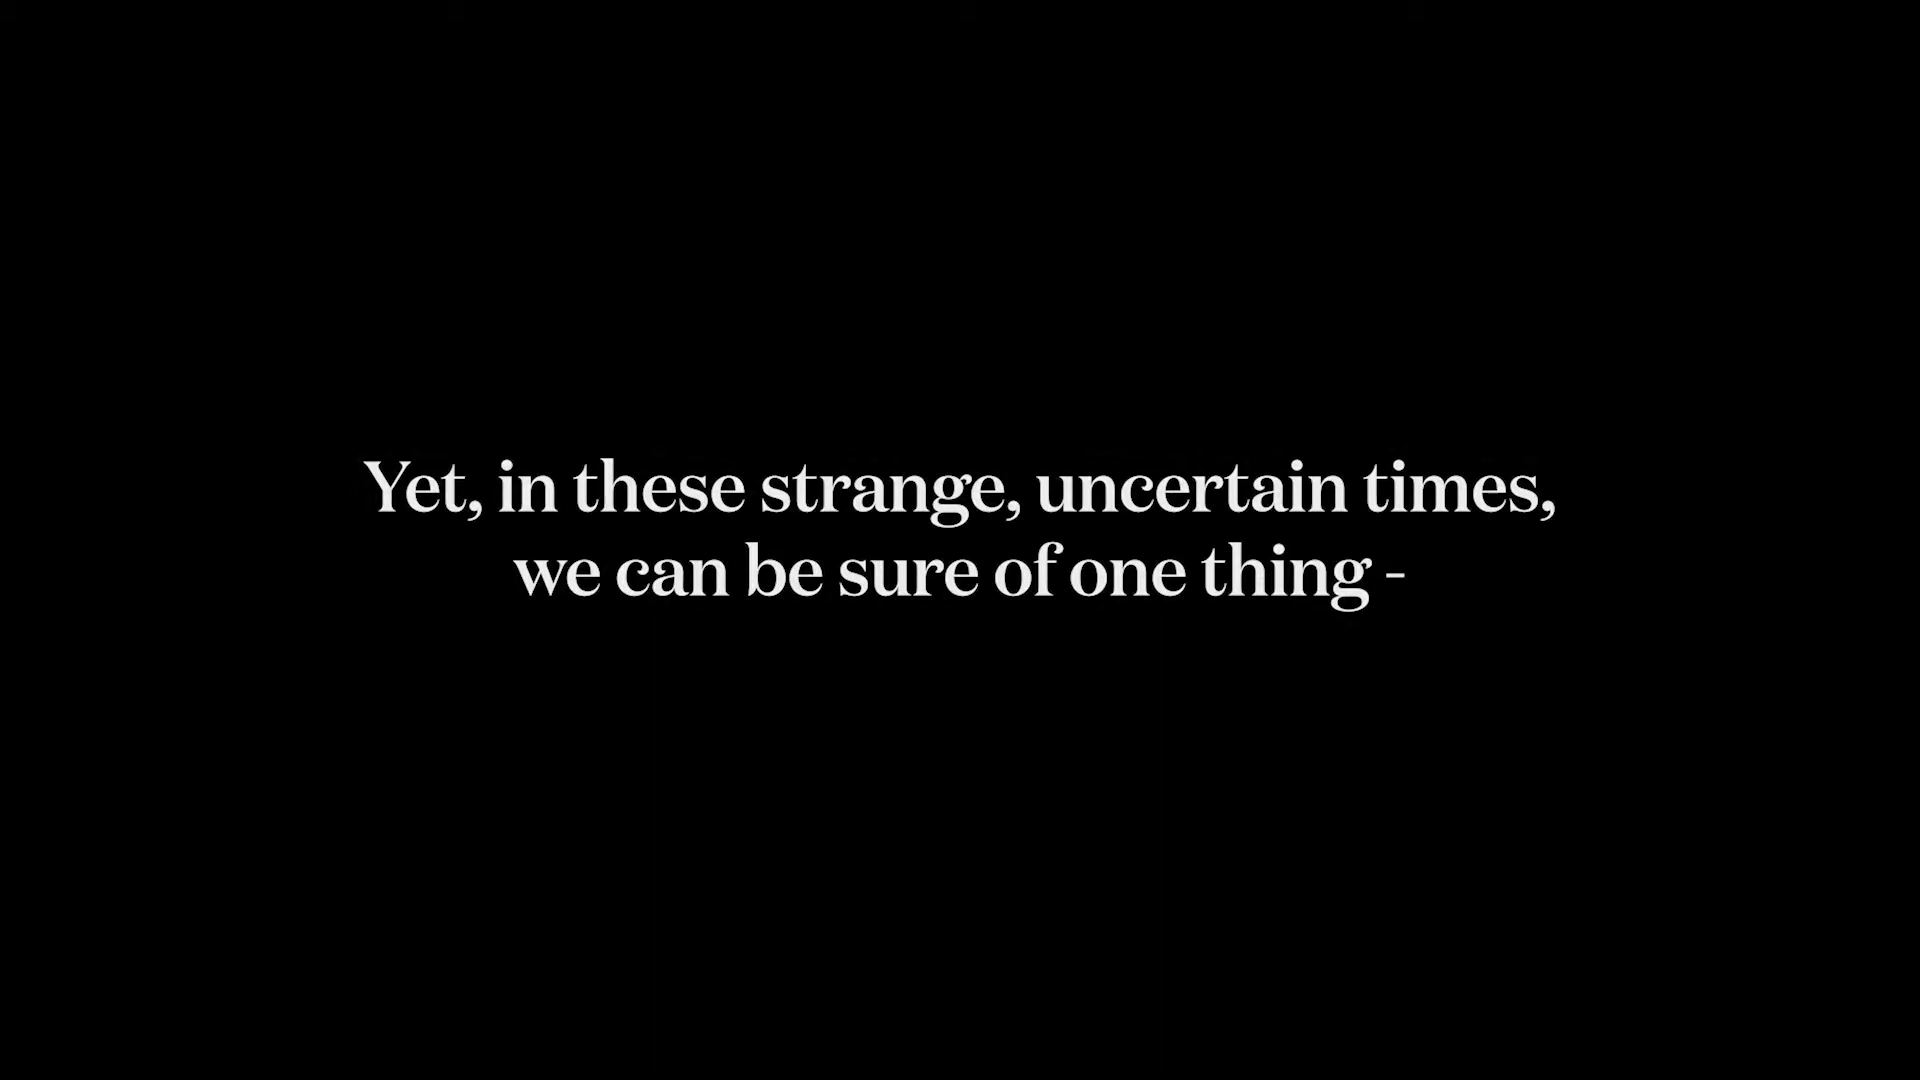 Yet, in these strange, uncertain times,
we can be sure of one thing -